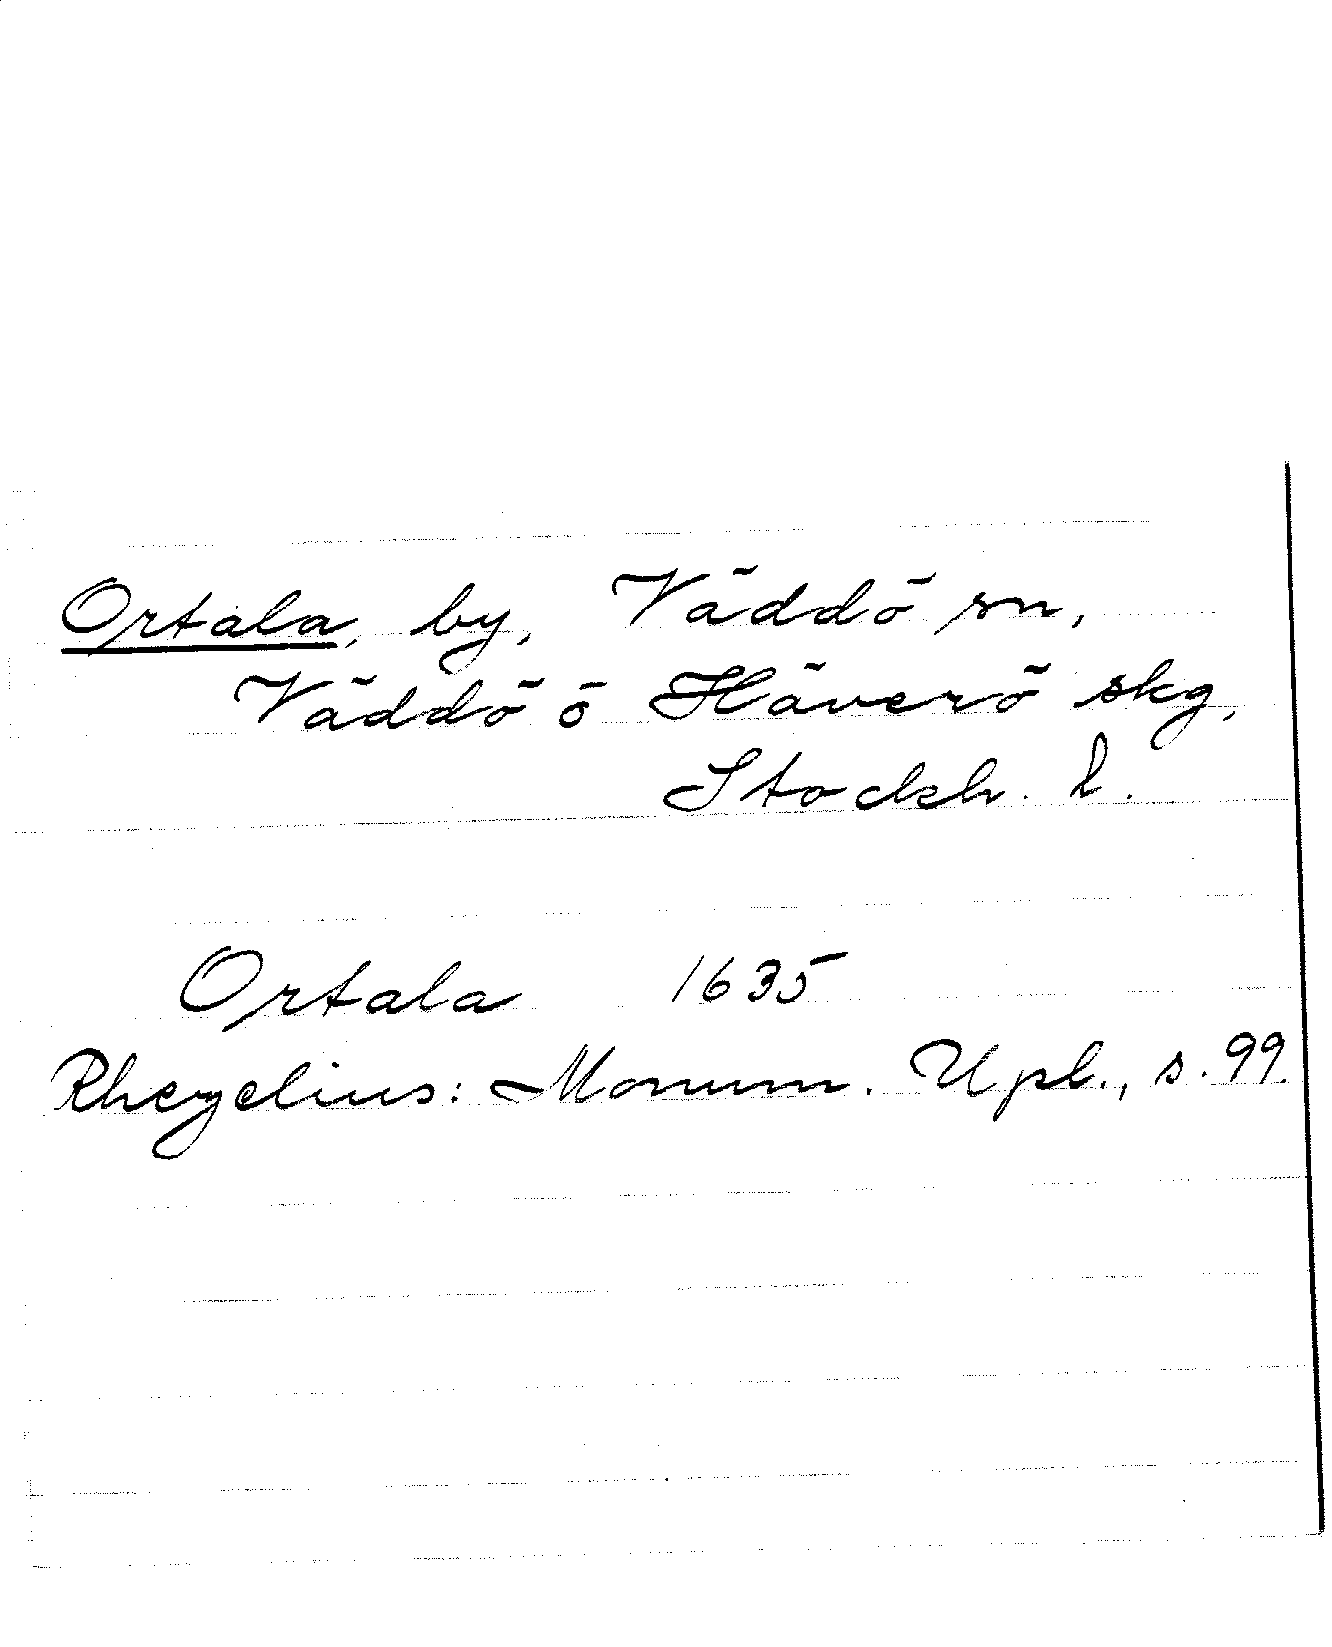 Ortala, by, Väddö sn,
Väddö ö Häverö skg,
Stockh. l.
Ortala 1635
Rhezelius: Monum. Upl., s. 99.